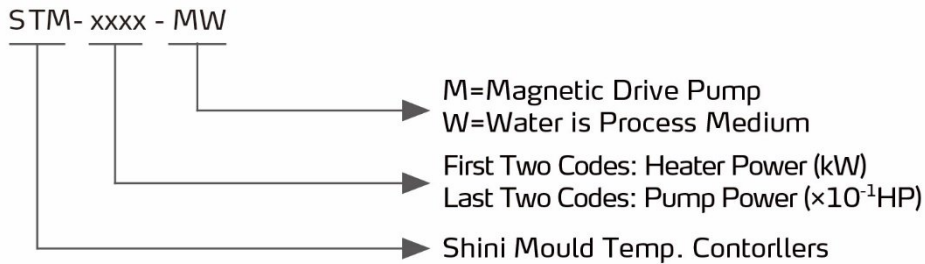 STM- xxxx - MW
M=Magnetic Drive Pump
W=Water is Process Medium
First Two Codes: Heater Power (kW)
Last Two Codes: Pump Power (×10⁻¹HP)
Shini Mould Temp. Contorllers